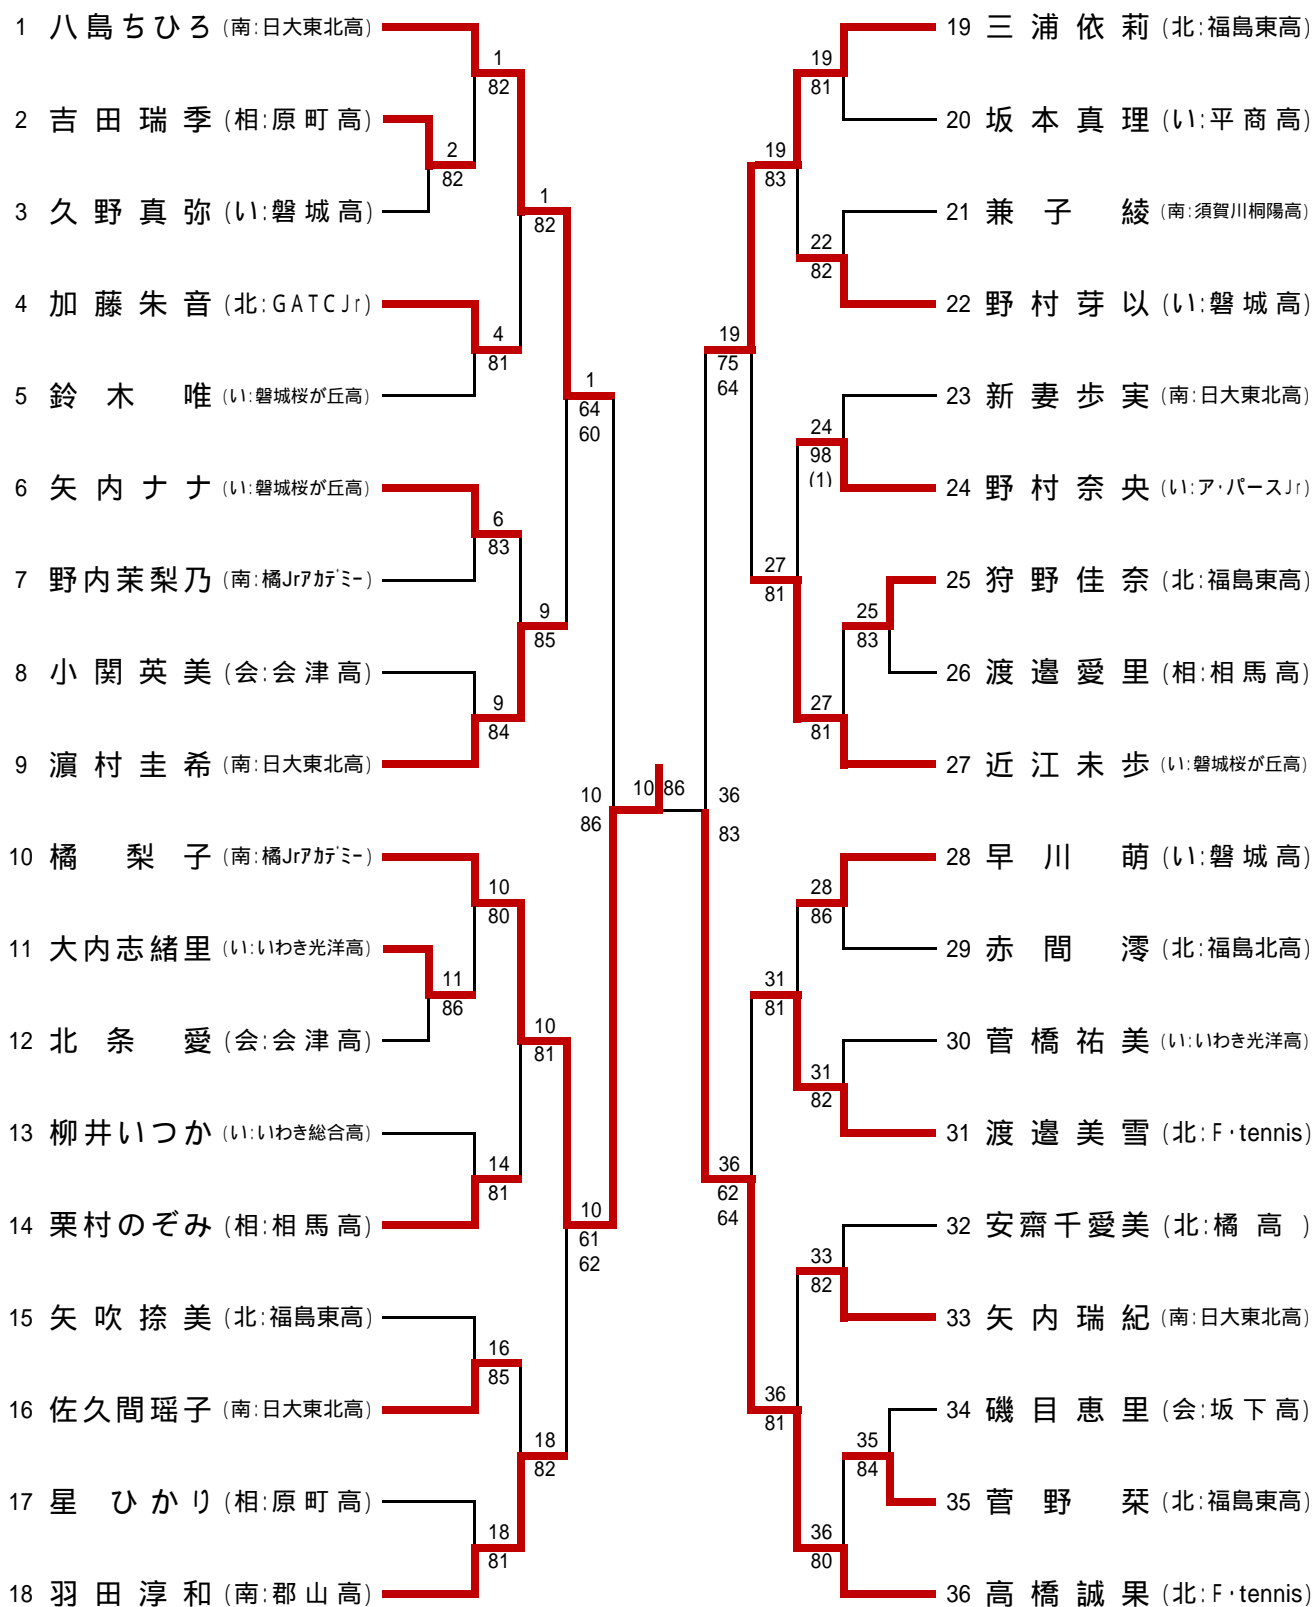 1 八島ちひろ (南:日大東北高)
2 吉田瑞季 (相:原町高)
3 久野真弥 (い:磐城高)
4 加藤朱音 (北:GATCJr)
5 鈴木 唯 (い:磐城桜が丘高)
6 矢内ナナ (い:磐城桜が丘高)
7 野内茉梨乃 (南:橘Jrアカデミー)
8 小関英美 (会:会津高)
9 濵村圭希 (南:日大東北高)
10 橘 梨子 (南:橘Jrアカデミー)
11 大内志緒里 (い:いわき光洋高)
12 北条 愛 (会:会津高)
13 柳井いつか (い:いわき総合高)
14 栗村のぞみ (相:相馬高)
15 矢吹捺美 (北:福島東高)
16 佐久間瑶子 (南:日大東北高)
17 星 ひかり (相:原町高)
18 羽田淳和 (南:郡山高)
1
82
2
82
1
82
4
81
1
64
60
6
83
9
85
9
84
10
86
10
80
11
86
10
81
14
81
10
61
62
16
85
18
82
18
81
10 86
19
81
19
83
22
82
19
75
64
24
98
(1)
27
81
25
83
27
81
36
83
28
86
31
81
31
82
36
62
64
33
82
36
81
35
84
36
80
19 三浦依莉 (北:福島東高)
20 坂本真理 (い:平商高)
21 兼子 綾 (南:須賀川桐陽高)
22 野村芽以 (い:磐城高)
23 新妻歩実 (南:日大東北高)
24 野村奈央 (い:ア・パースJr)
25 狩野佳奈 (北:福島東高)
26 渡邉愛里 (相:相馬高)
27 近江未歩 (い:磐城桜が丘高)
28 早川 萌 (い:磐城高)
29 赤間 澪 (北:福島北高)
30 菅橋祐美 (い:いわき光洋高)
31 渡邉美雪 (北:F・tennis)
32 安齋千愛美 (北:橘高 )
33 矢内瑞紀 (南:日大東北高)
34 磯目恵里 (会:坂下高)
35 菅野 栞 (北:福島東高)
36 高橋誠果 (北:F・tennis)